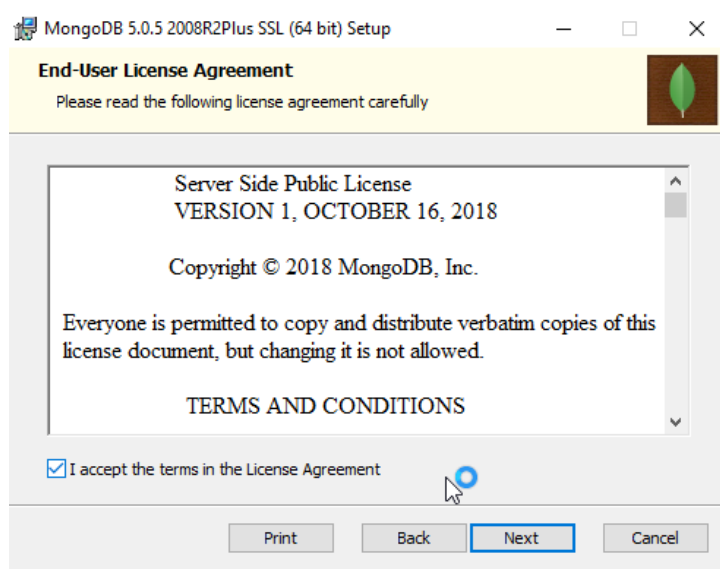 MongoDB 5.0.5 2008R2Plus SSL (64 bit) Setup
End-User License Agreement
Please read the following license agreement carefully
Server Side Public License
VERSION 1, OCTOBER 16, 2018
Copyright © 2018 MongoDB, Inc.
Everyone is permitted to copy and distribute verbatim copies of this
license document, but changing it is not allowed.
TERMS AND CONDITIONS
I accept the terms in the License Agreement
Print Back Next Cancel